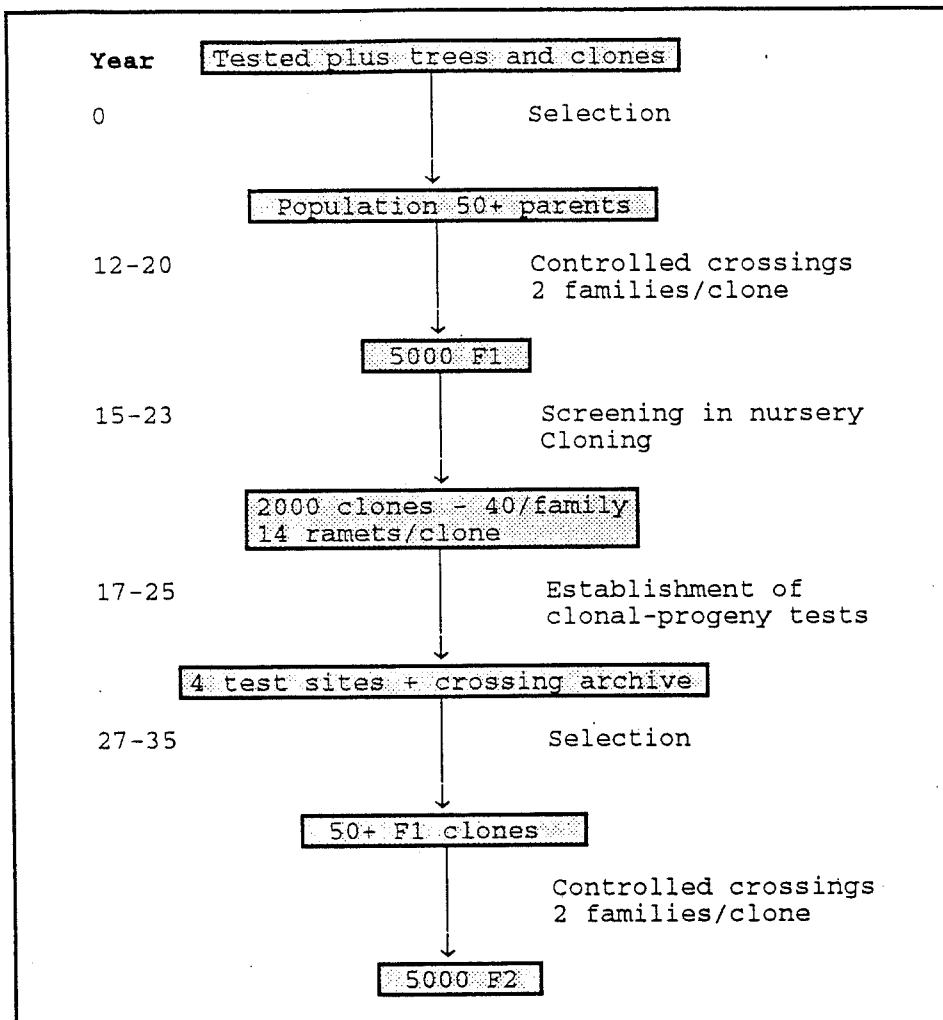 Year Tested plus trees and clones
0 Selection
Population 50+ parents
12-20 Controlled crossings
2 families/clone
5000 F1
15-23 Screening in nursery
Cloning
2000 clones - 40/family
14 ramets/clone
17-25 Establishment of
clonal-progeny tests
4 test sites + crossing archive
27-35 Selection
50+ F1 clones
Controlled crossings
2 families/clone
5000 F2